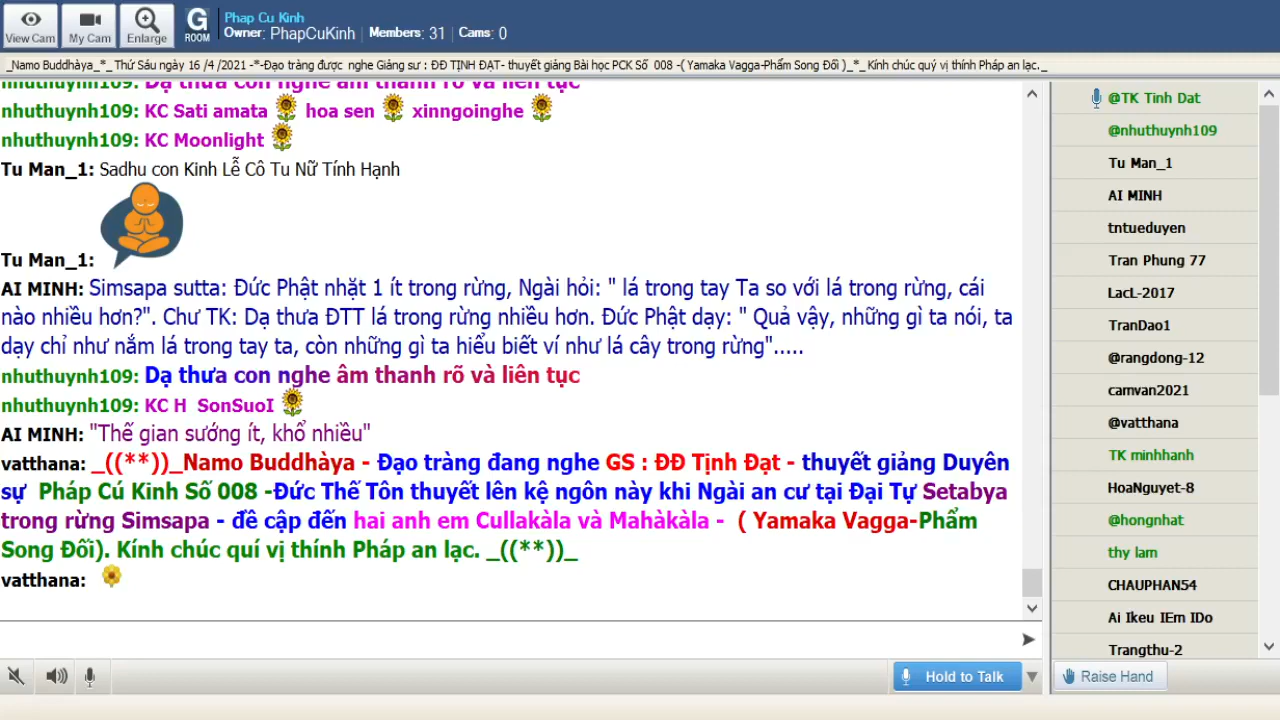 View Cam
My Cam
Enlarge
G
ROOM
Phap Cu Kinh
Owner: PhapCuKinh | Members: 31 | Cams: 0
_Namo Buddhàya_*_ Thứ Sáu ngày 16 /4 /2021 -*-Đạo tràng được nghe Giảng sư : ĐĐ TỊNH ĐẠT- thuyết giảng Bài học PCK Số 008 -( Yamaka Vagga-Phẩm Song Đối )_*_ Kính chúc quý vị thính Pháp an lạc._
nhuthuynh109: Dạ thưa con nghe âm thanh rõ và liên tục
nhuthuynh109: KC Sati amata hoa sen xinngoinghe
nhuthuynh109: KC Moonlight
Tu Man_1: Sadhu con Kinh Lễ Cô Tu Nữ Tính Hạnh
Tu Man_1:
AI MINH: Simsapa sutta: Đức Phật nhặt 1 ít trong rừng, Ngài hỏi: " lá trong tay Ta so với lá trong rừng, cái
nào nhiều hơn?". Chư TK: Dạ thưa ĐTT lá trong rừng nhiều hơn. Đức Phật dạy: " Quả vậy, những gì ta nói, ta
dạy chỉ như nắm lá trong tay ta, còn những gì ta hiểu biết ví như lá cây trong rừng".....
nhuthuynh109: Dạ thưa con nghe âm thanh rõ và liên tục
nhuthuynh109: KC H SonSuoI
AI MINH: "Thế gian sướng ít, khổ nhiều"
vatthana: _((**))_Namo Buddhàya - Đạo tràng đang nghe GS : ĐĐ Tịnh Đạt - thuyết giảng Duyên
sự Pháp Cú Kinh Số 008 -Đức Thế Tôn thuyết lên kệ ngôn này khi Ngài an cư tại Đại Tự Setabya
trong rừng Simsapa - đê cập đến hai anh em Cullakàla và Mahàkàla - ( Yamaka Vagga-Phẩm
Song Đối). Kính chúc quí vị thính Pháp an lạc. _((**))_
vatthana:
@TK Tinh Dat
@nhuthuynh109
Tu Man_1
AI MINH
tntueduyen
Tran Phung 77
LacL-2017
TranDao1
@rangdong-12
camvan2021
@vatthana
TK minhhanh
HoaNguyet-8
@hongnhat
thy lam
CHAUPHAN54
Ai Ikeu IEm IDo
Trangthu-2
Hold to Talk
Raise Hand